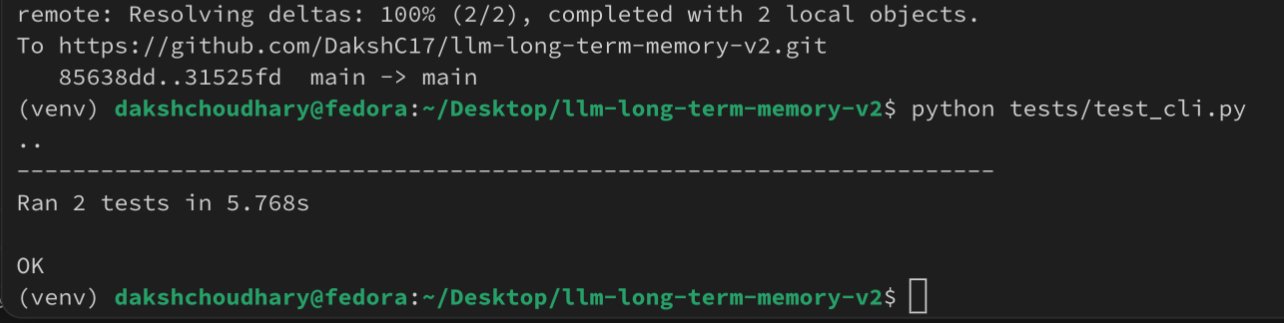 remote: Resolving deltas: 100% (2/2), completed with 2 local objects.
To https://github.com/DakshC17/llm-long-term-memory-v2.git
   85638dd..31525fd  main -> main
(venv) dakshchoudhary@fedora:~/Desktop/llm-long-term-memory-v2$ python tests/test_cli.py
..
----------------------------------------------------------------------
Ran 2 tests in 5.768s

OK
(venv) dakshchoudhary@fedora:~/Desktop/llm-long-term-memory-v2$